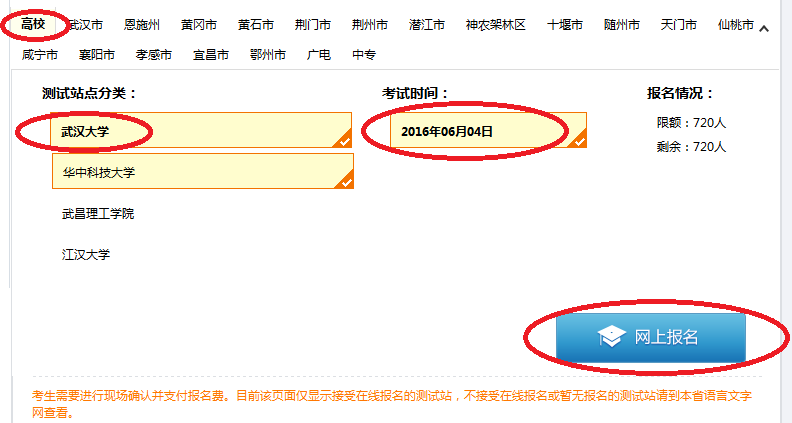 高校 武汉市 恩施州 黄冈市 黄石市 荆门市 荆州市 潜江市 神农架林区 十堰市 随州市 天门市 仙桃市
咸宁市 襄阳市 孝感市 宜昌市 鄂州市 广电 中专
测试站点分类： 考试时间： 报名情况：
武汉大学 2016年06月04日 限额：720人
剩余：720人
华中科技大学
武昌理工学院
江汉大学
网上报名
考生需要进行现场确认并支付报名费。目前该页面仅显示接受在线报名的测试站，不接受在线报名或暂无报名的测试站请到本省语言文字
网查看。